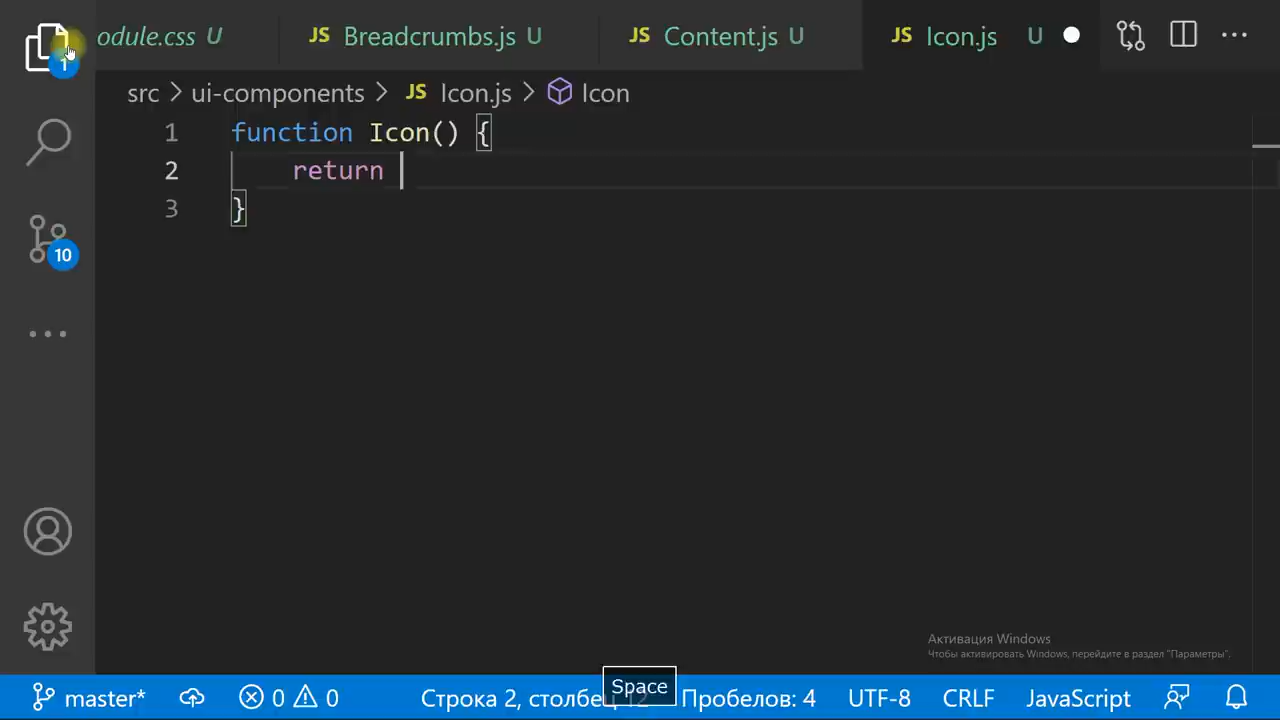 odule.css U
JS Breadcrumbs.js U
JS Content.js U
JS Icon.js U
1
src > ui-components > JS Icon.js > Icon
1 function Icon() {
2 return
3 }
10
Активация Windows
Чтобы активировать Windows, перейдите в раздел "Параметры".
Space
master* 0 0 Строка 2, столбец 12 Пробелов: 4 UTF-8 CRLF JavaScript